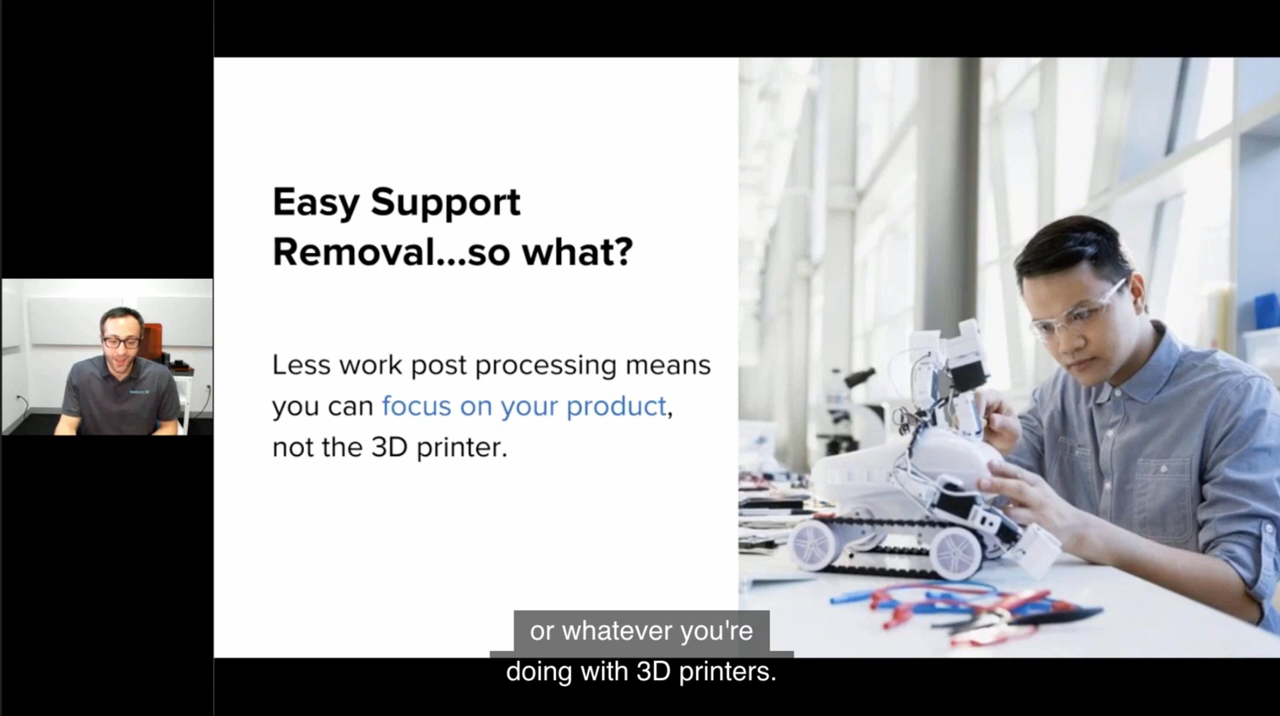 Easy Support
Removal...so what?
Less work post processing means
you can focus on your product,
not the 3D printer.
or whatever you're
doing with 3D printers.